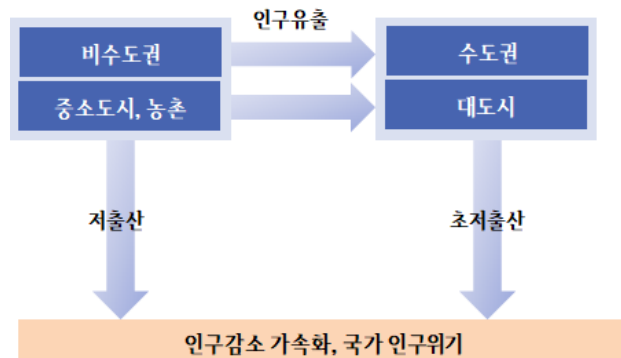 인구유출
비수도권
수도권
중소도시, 농촌
대도시
저출산
초저출산
인구감소 가속화, 국가 인구위기